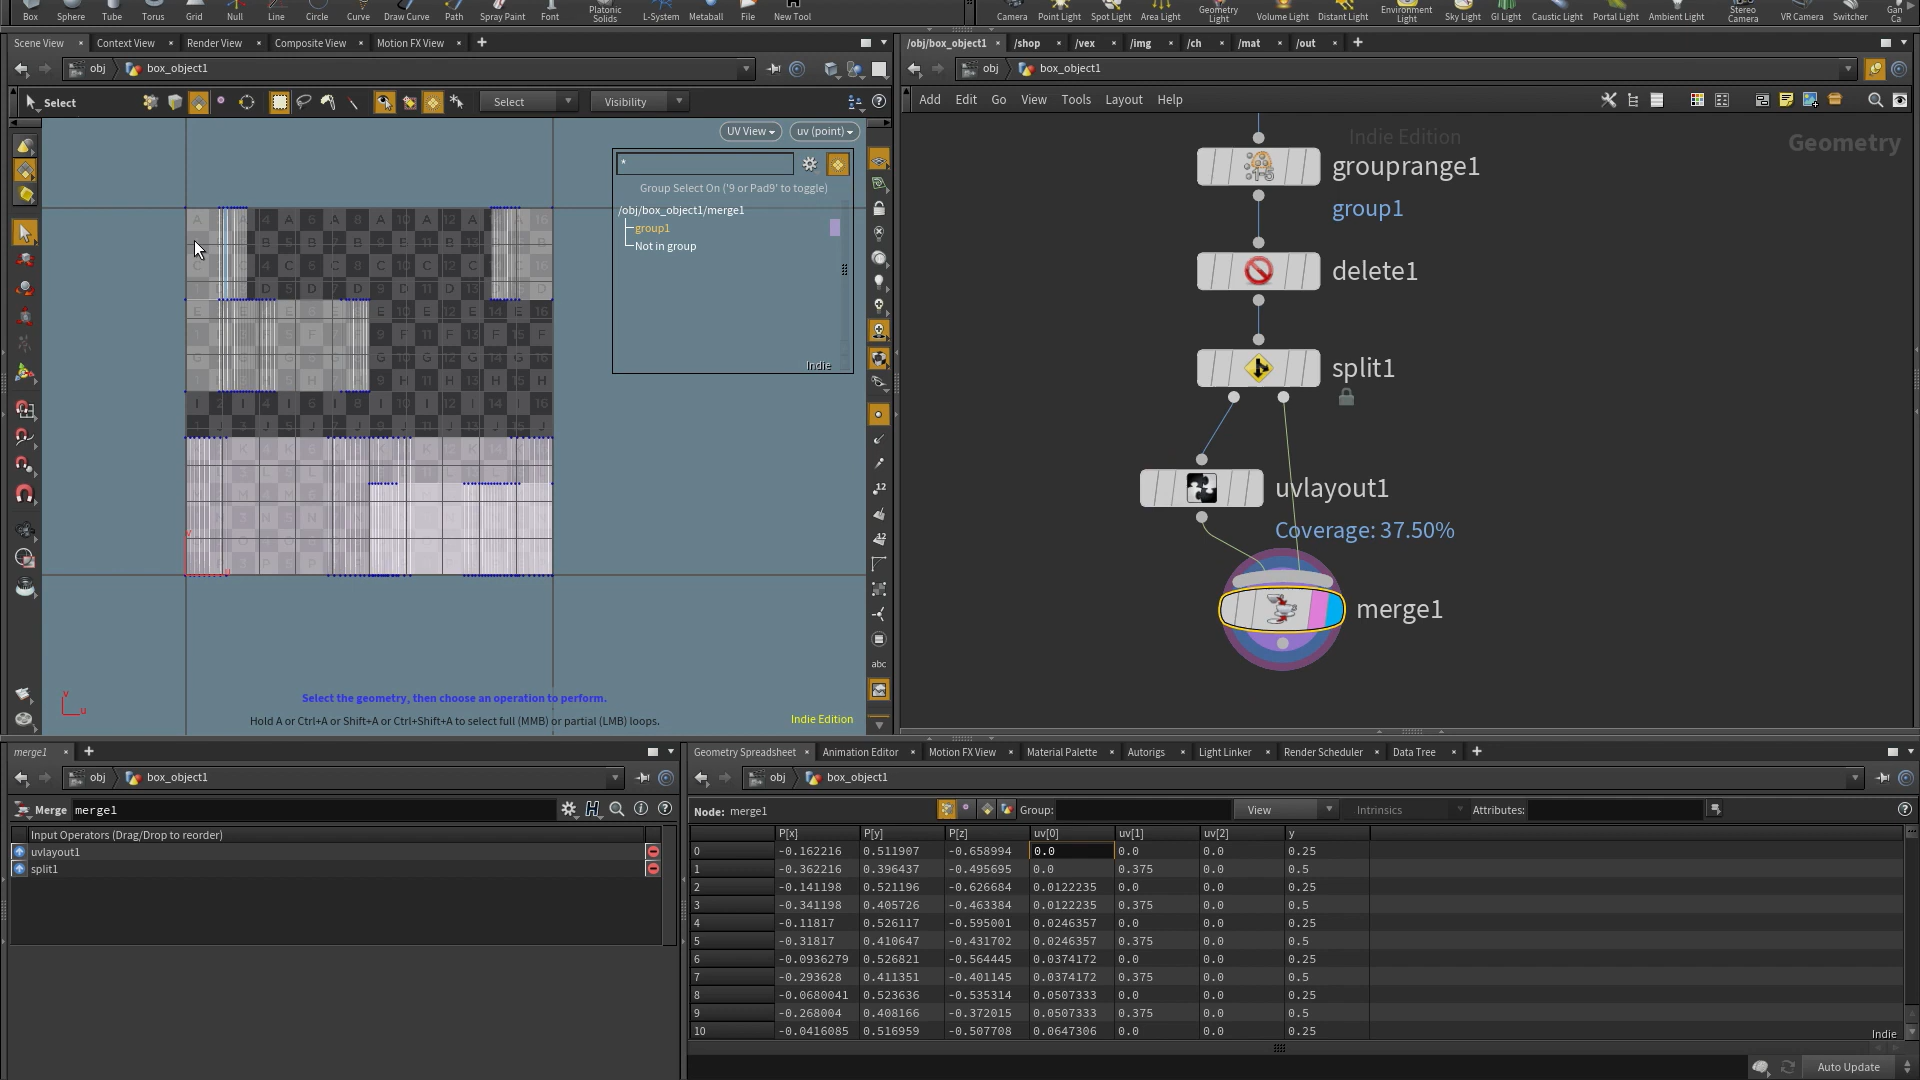 Box Sphere Tube Torus Grid Null Line Circle Curve Draw Curve Path Spray Paint Font Platonic Solids L-System Metaball File New Tool
Camera Point Light Spot Light Area Light Geometry Light Volume Light Distant Light Environment Light Sky Light GI Light Caustic Light Portal Light Ambient Light Stereo Camera VR Camera Switcher
Scene View Context View Render View Composite View Motion FX View
/obj/box_object1 /shop /vex /img /ch /mat /out
obj box_object1
obj box_object1
Select Select Visibility
Add Edit Go View Tools Layout Help
UV View uv (point)
*
Group Select On ('9 or Pad9' to toggle)
/obj/box_object1/merge1
group1
Not in group
Indie
Indie Edition
Geometry
grouprange1
group1
delete1
split1
uvlayout1
Coverage: 37.50%
merge1
abc
Select the geometry, then choose an operation to perform.
Hold A or Ctrl+A or Shift+A or Ctrl+Shift+A to select full (MMB) or partial (LMB) loops.
Indie Edition
merge1
obj box_object1
Merge merge1
Input Operators (Drag/Drop to reorder)
uvlayout1
split1
Geometry Spreadsheet Animation Editor Motion FX View Material Palette Autorigs Light Linker Render Scheduler Data Tree
obj box_object1
Node: merge1 Group: View Intrinsics Attributes:
P[x] P[y] P[z] uv[0] uv[1] uv[2] y
0 -0.162216 0.511907 -0.658994 0.0 0.0 0.0 0.25
1 -0.362216 0.396437 -0.495695 0.0 0.375 0.0 0.5
2 -0.141198 0.521196 -0.626684 0.0122235 0.0 0.0 0.25
3 -0.341198 0.405726 -0.463384 0.0122235 0.375 0.0 0.5
4 -0.11817 0.526117 -0.595001 0.0246357 0.0 0.0 0.25
5 -0.31817 0.410647 -0.431702 0.0246357 0.375 0.0 0.5
6 -0.0936279 0.526821 -0.564445 0.0374172 0.0 0.0 0.25
7 -0.293628 0.411351 -0.401145 0.0374172 0.375 0.0 0.5
8 -0.0680041 0.523636 -0.535314 0.0507333 0.0 0.0 0.25
9 -0.268004 0.408166 -0.372015 0.0507333 0.375 0.0 0.5
10 -0.0416085 0.516959 -0.507708 0.0647306 0.0 0.0 0.25
Indie
Auto Update